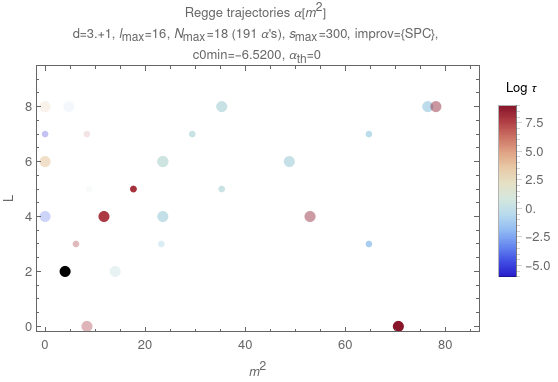 Regge trajectories α[m²]
d=3.+1, l_max=16, N_max=18 (191 α's), s_max=300, improv={SPC},
c0min=−6.5200, α_th=0
Log τ
7.5
5.0
2.5
0.
−2.5
−5.0
L
8
6
4
2
0
0 20 40 60 80
m²